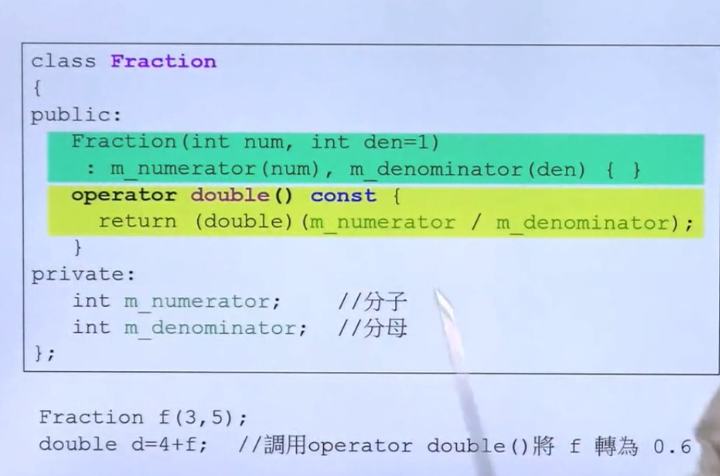 class Fraction
{
public:
Fraction(int num, int den=1)
: m_numerator(num), m_denominator(den) { }
operator double() const {
return (double)(m_numerator / m_denominator);
}
private:
int m_numerator; //分子
int m_denominator; //分母
};
Fraction f(3,5);
double d=4+f; //調用operator double()將 f 轉為 0.6